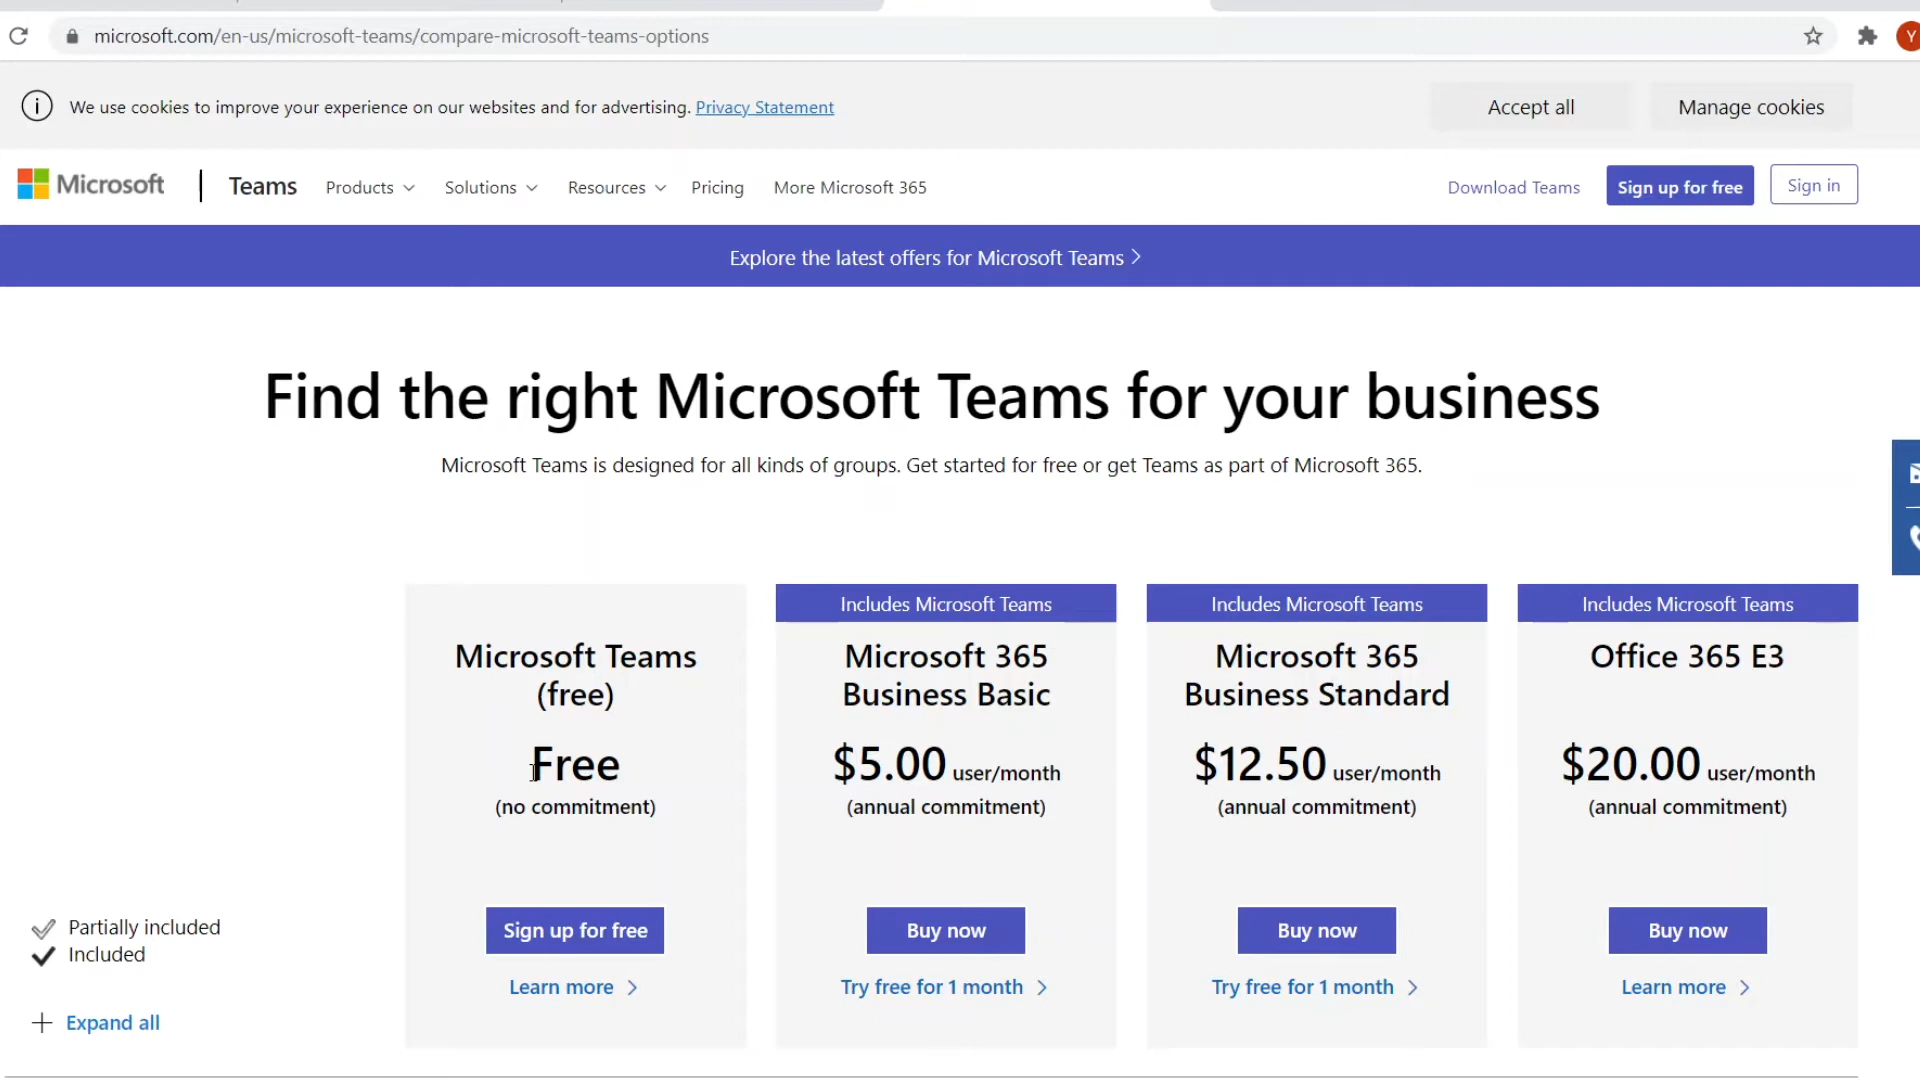 microsoft.com/en-us/microsoft-teams/compare-microsoft-teams-options
Y
We use cookies to improve your experience on our websites and for advertising. Privacy Statement
Accept all
Manage cookies
Microsoft
Teams
Products
Solutions
Resources
Pricing
More Microsoft 365
Download Teams
Sign up for free
Sign in
Explore the latest offers for Microsoft Teams
Find the right Microsoft Teams for your business
Microsoft Teams is designed for all kinds of groups. Get started for free or get Teams as part of Microsoft 365.
Microsoft Teams
(free)
Free
(no commitment)
Sign up for free
Learn more
Includes Microsoft Teams
Microsoft 365
Business Basic
$5.00 user/month
(annual commitment)
Buy now
Try free for 1 month
Includes Microsoft Teams
Microsoft 365
Business Standard
$12.50 user/month
(annual commitment)
Buy now
Try free for 1 month
Includes Microsoft Teams
Office 365 E3
$20.00 user/month
(annual commitment)
Buy now
Learn more
Partially included
Included
Expand all